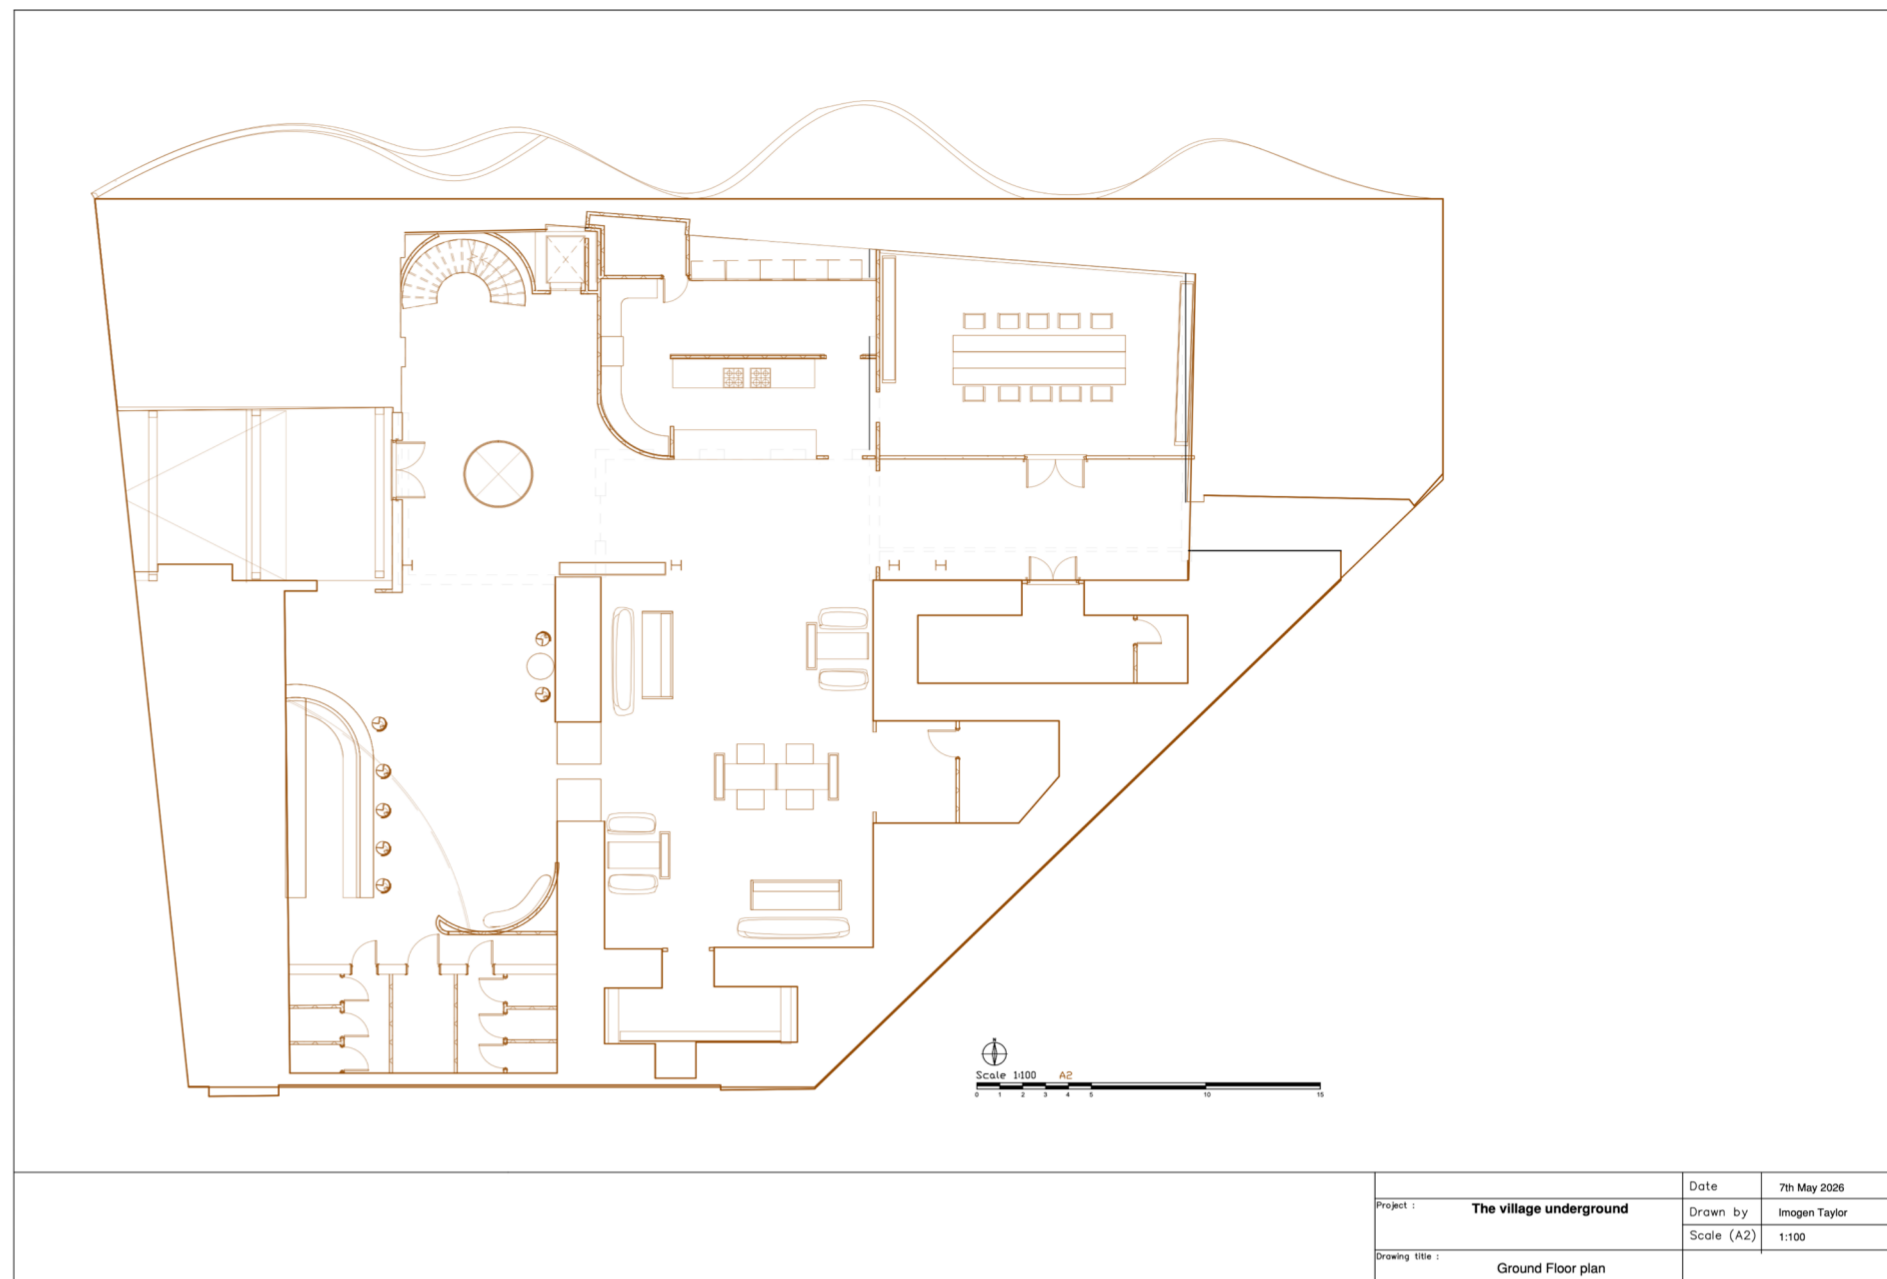 N
Scale 1:100 A2
0 1 2 3 4 5 10 15
Date 7th May 2026
Project : The village underground
Drawn by Imogen Taylor
Scale (A2) 1:100
Drawing title :
Ground Floor plan